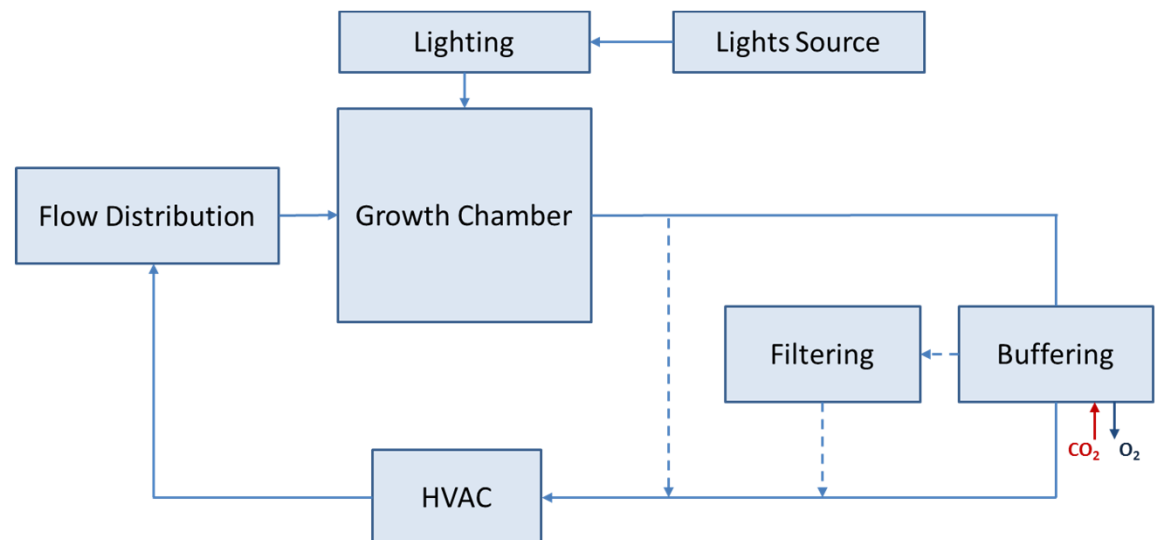 Lighting
Lights Source
Flow Distribution
Growth Chamber
Filtering
Buffering
CO₂
O₂
HVAC